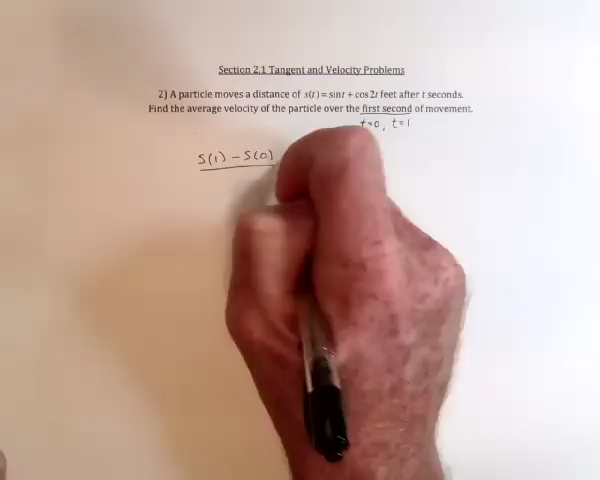 Section 2.1 Tangent and Velocity Problems
2) A particle moves a distance of s(t) = sin t + cos 2t feet after t seconds.
Find the average velocity of the particle over the first second of movement.
t=0, t=1
S(1) - S(0)